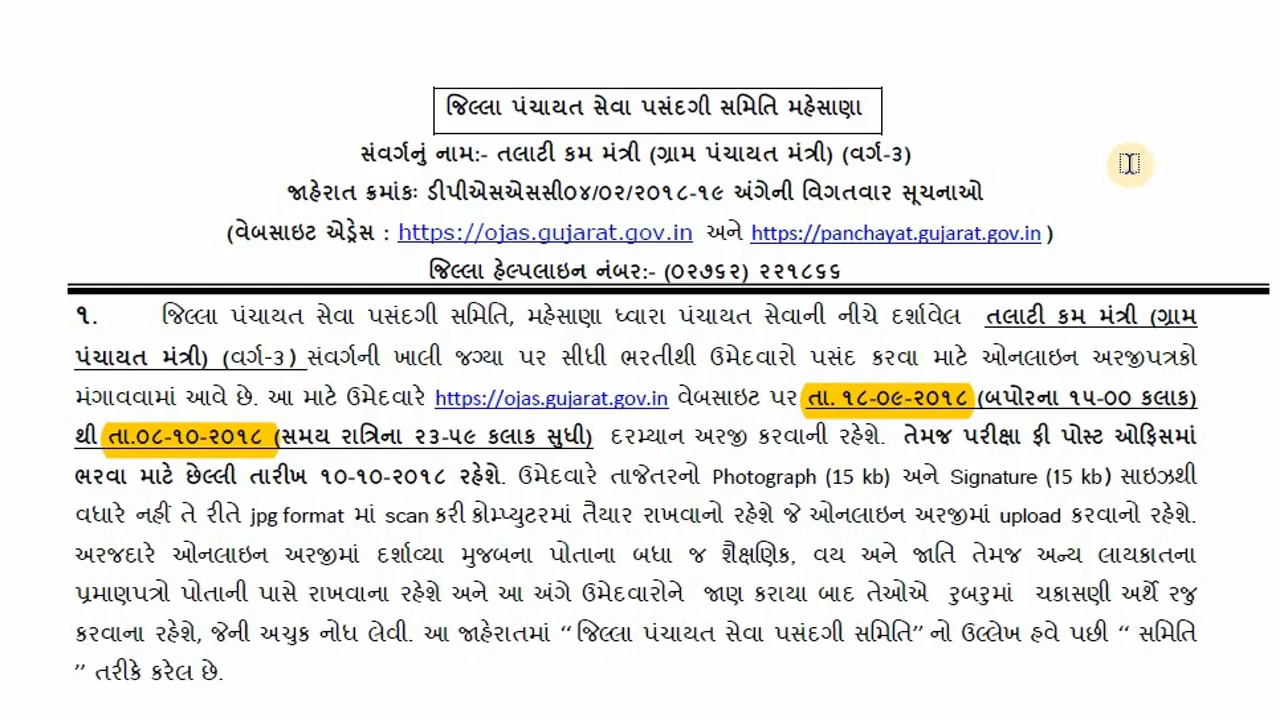 જિલ્લા પંચાયત સેવા પસંદગી સમિતિ મહેસાણા
સંવર્ગનું નામ:- તલાટી કમ મંત્રી (ગ્રામ પંચાયત મંત્રી) (વર્ગ-૩)
જાહેરાત ક્રમાંકઃ ડીપીએસએસસી૦૪/૦૨/૨૦૧૮-૧૯ અંગેની વિગતવાર સૂચનાઓ
(વેબસાઇટ એડ્રેસ : https://ojas.gujarat.gov.in અને https://panchayat.gujarat.gov.in )
જિલ્લા હેલ્પલાઇન નંબર:- (૦૨૭૬૨) ૨૨૧૮૬૬
૧. જિલ્લા પંચાયત સેવા પસંદગી સમિતિ, મહેસાણા ધ્વારા પંચાયત સેવાની નીચે દર્શાવેલ તલાટી કમ મંત્રી (ગ્રામ
પંચાયત મંત્રી) (વર્ગ-૩) સંવર્ગની ખાલી જગ્યા પર સીધી ભરતીથી ઉમેદવારો પસંદ કરવા માટે ઓનલાઇન અરજીપત્રકો
મંગાવવામાં આવે છે. આ માટે ઉમેદવારે https://ojas.gujarat.gov.in વેબસાઇટ પર તા. ૧૮-૦૯-૨૦૧૮ (બપોરના ૧૫-૦૦ કલાક)
થી તા.૦૮-૧૦-૨૦૧૮ (સમય રાત્રિના ૨૩-૫૯ કલાક સુધી) દરમ્યાન અરજી કરવાની રહેશે. તેમજ પરીક્ષા ફી પોસ્ટ ઓફિસમાં
ભરવા માટે છેલ્લી તારીખ ૧૦-૧૦-૨૦૧૮ રહેશે. ઉમેદવારે તાજેતરનો Photograph (15 kb) અને Signature (15 kb) સાઇઝથી
વધારે નહીં તે રીતે jpg format માં scan કરી કોમ્પ્યુટરમાં તૈયાર રાખવાનો રહેશે જે ઓનલાઇન અરજીમાં upload કરવાનો રહેશે.
અરજદારે ઓનલાઇન અરજીમાં દર્શાવ્યા મુજબના પોતાના બધા જ શૈક્ષણિક, વય અને જાતિ તેમજ અન્ય લાયકાતના
પ્રમાણપત્રો પોતાની પાસે રાખવાના રહેશે અને આ અંગે ઉમેદવારોને જાણ કરાયા બાદ તેઓએ રુબરુમાં ચકાસણી અર્થે રજુ
કરવાના રહેશે, જેની અચુક નોંધ લેવી. આ જાહેરાતમાં “ જિલ્લા પંચાયત સેવા પસંદગી સમિતિ” નો ઉલ્લેખ હવે પછી “ સમિતિ
” તરીકે કરેલ છે.